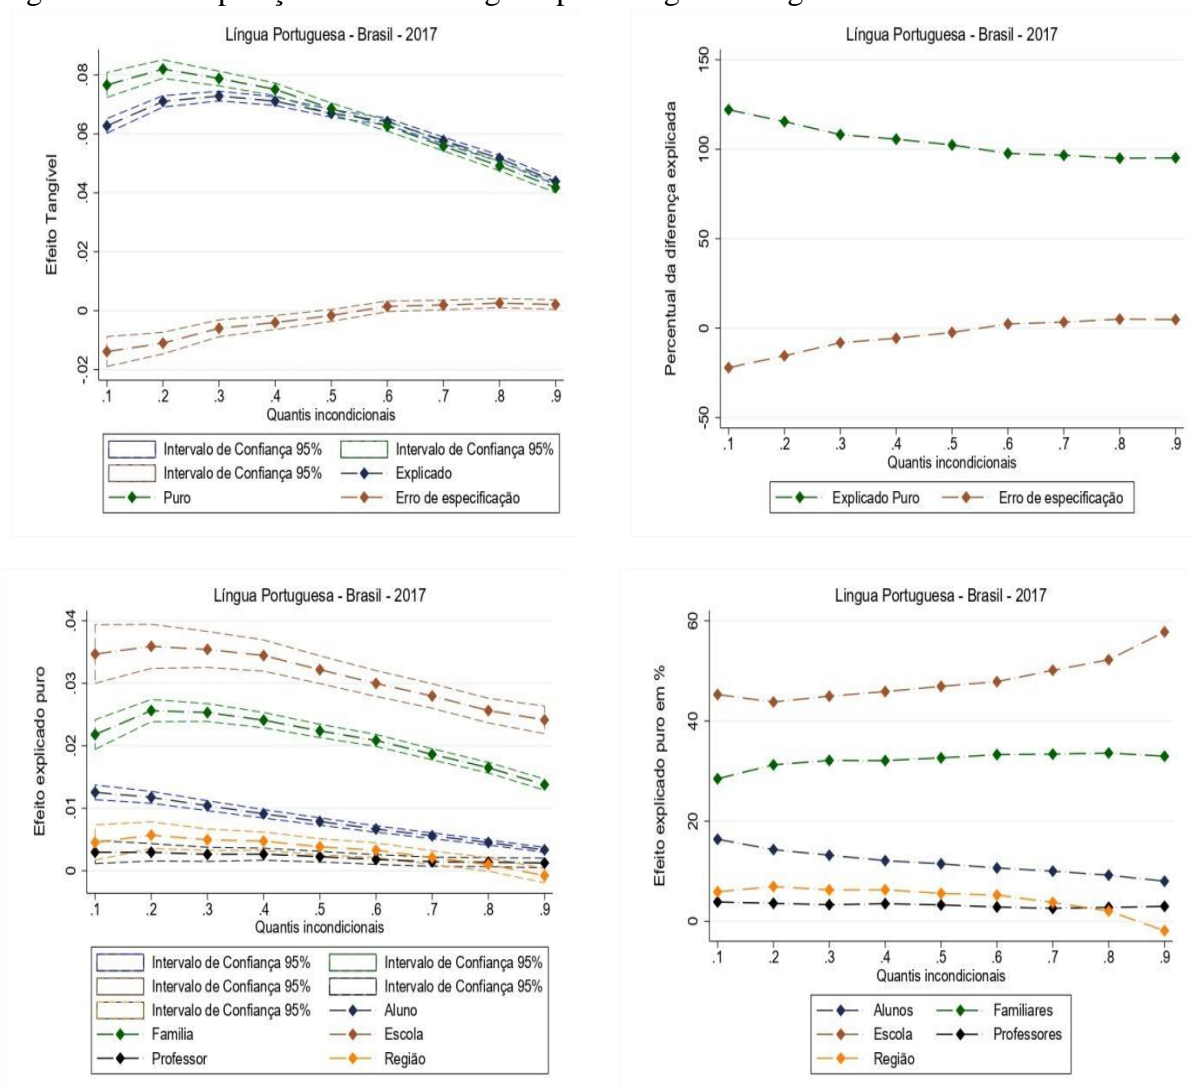 Língua Portuguesa - Brasil - 2017
Efeito Tangível
.08
.06
.04
.02
0
-.02
.1 .2 .3 .4 .5 .6 .7 .8 .9
Quantis incondicionais
Intervalo de Confiança 95% Intervalo de Confiança 95%
Intervalo de Confiança 95% Explicado
Puro Erro de especificação
Língua Portuguesa - Brasil - 2017
Percentual da diferença explicada
150
100
50
0
-50
.1 .2 .3 .4 .5 .6 .7 .8 .9
Quantis incondicionais
Explicado Puro Erro de especificação
Língua Portuguesa - Brasil - 2017
Efeito explicado puro
.04
.03
.02
.01
0
.1 .2 .3 .4 .5 .6 .7 .8 .9
Quantis incondicionais
Intervalo de Confiança 95% Intervalo de Confiança 95%
Intervalo de Confiança 95% Intervalo de Confiança 95%
Intervalo de Confiança 95% Aluno
Familia Escola
Professor Região
Lingua Portuguesa - Brasil - 2017
Efeito explicado puro em %
60
40
20
0
.1 .2 .3 .4 .5 .6 .7 .8 .9
Quantis incondicionais
Alunos Familiares
Escola Professores
Região